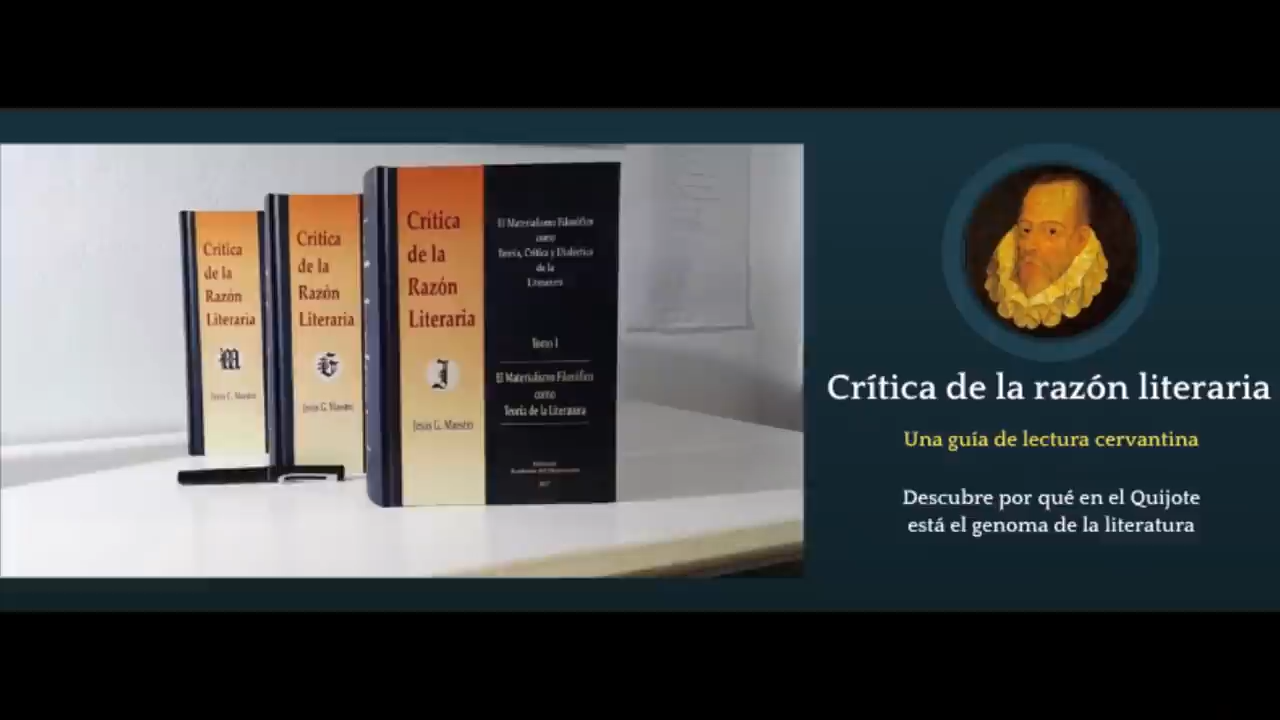 Crítica
de la
Razón
Literaria
M
Jesús G. Maestro
Crítica
de la
Razón
Literaria
G
Jesús G. Maestro
Crítica
de la
Razón
Literaria
J
Jesús G. Maestro
El Materialismo Filosófico
como
Teoría, Crítica y Dialéctica
de la
Literatura
Tomo I
El Materialismo Filosófico
como
Teoría de la Literatura
2017
Crítica de la razón literaria
Una guía de lectura cervantina
Descubre por qué en el Quijote
está el genoma de la literatura